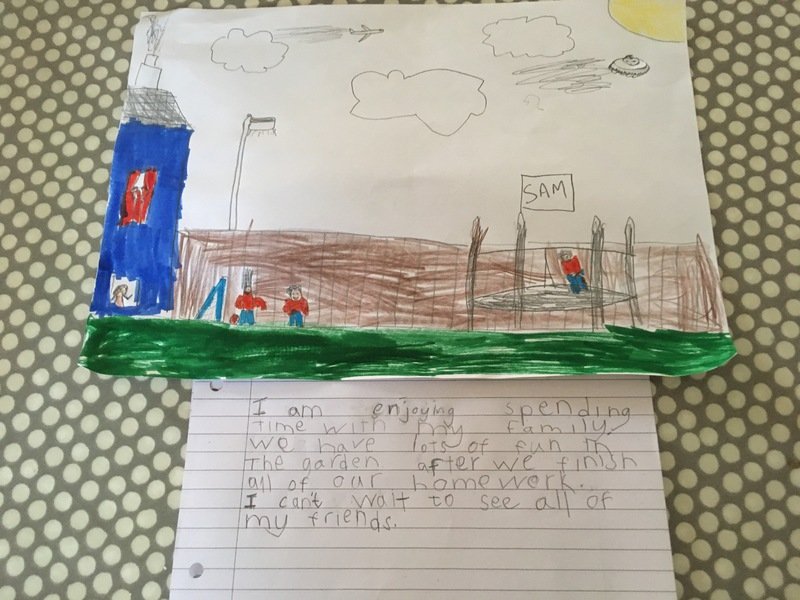 SAM
I am enjoying spending
time with my family
We have lots of fun in
the garden after we finish
all of our homework..
I can't wait to see all of
my friends.